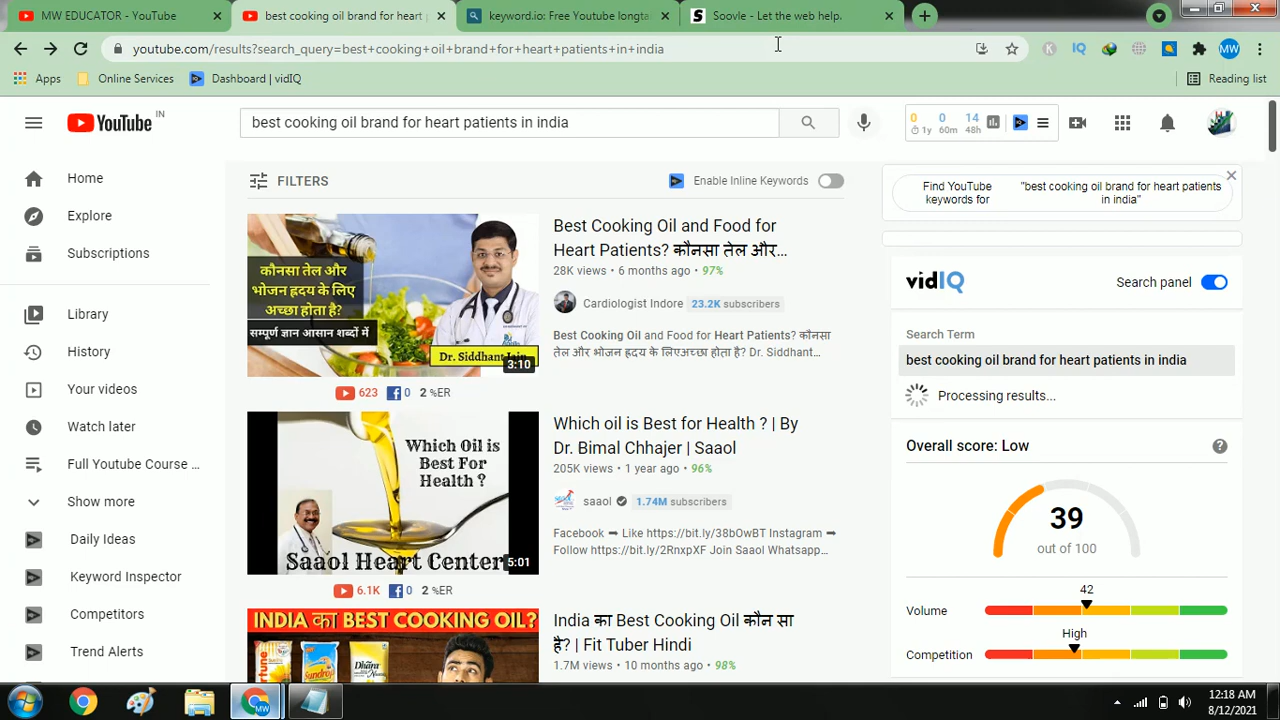 MW EDUCATOR - YouTube
best cooking oil brand for heart
keyword.io: Free Youtube longta
Soovle - Let the web help.
youtube.com/results?search_query=best+cooking+oil+brand+for+heart+patients+in+india
K
IQ
MW
Apps
Online Services
Dashboard | vidIQ
Reading list
YouTube IN
best cooking oil brand for heart patients in india
0 0 14
1y 60m 48h
Home
Explore
Subscriptions
Library
History
Your videos
Watch later
Full Youtube Course ...
Show more
Daily Ideas
Keyword Inspector
Competitors
Trend Alerts
FILTERS
Enable Inline Keywords
कौनसा तेल और
भोजन ह्रदय के लिए
अच्छा होता है?
सम्पूर्ण ज्ञान आसान शब्दों में
Dr. Siddhant Jain
3:10
623 0 2 %ER
Best Cooking Oil and Food for
Heart Patients? कौनसा तेल और...
28K views • 6 months ago • 97%
Cardiologist Indore 23.2K subscribers
Best Cooking Oil and Food for Heart Patients? कौनसा
तेल और भोजन ह्रदय के लिएअच्छा होता है? Dr. Siddhant...
Which Oil is
Best For
Health ?
Saaol Heart Center
5:01
6.1K 0 2 %ER
Which oil is Best for Health ? | By
Dr. Bimal Chhajer | Saaol
205K views • 1 year ago • 96%
saaol 1.74M subscribers
Facebook ➡ Like https://bit.ly/38bOwBT Instagram ➡
Follow https://bit.ly/2RnxpXF Join Saaol Whatsapp...
INDIA का BEST COOKING OIL?
fortune
Sundrop
Dhara
India का Best Cooking Oil कौन सा
है? | Fit Tuber Hindi
1.7M views • 10 months ago • 98%
Find YouTube
keywords for
"best cooking oil brand for heart patients
in india"
vidIQ
Search panel
Search Term
best cooking oil brand for heart patients in india
Processing results...
Overall score: Low
39
out of 100
42
Volume
High
Competition
MW
12:18 AM
8/12/2021